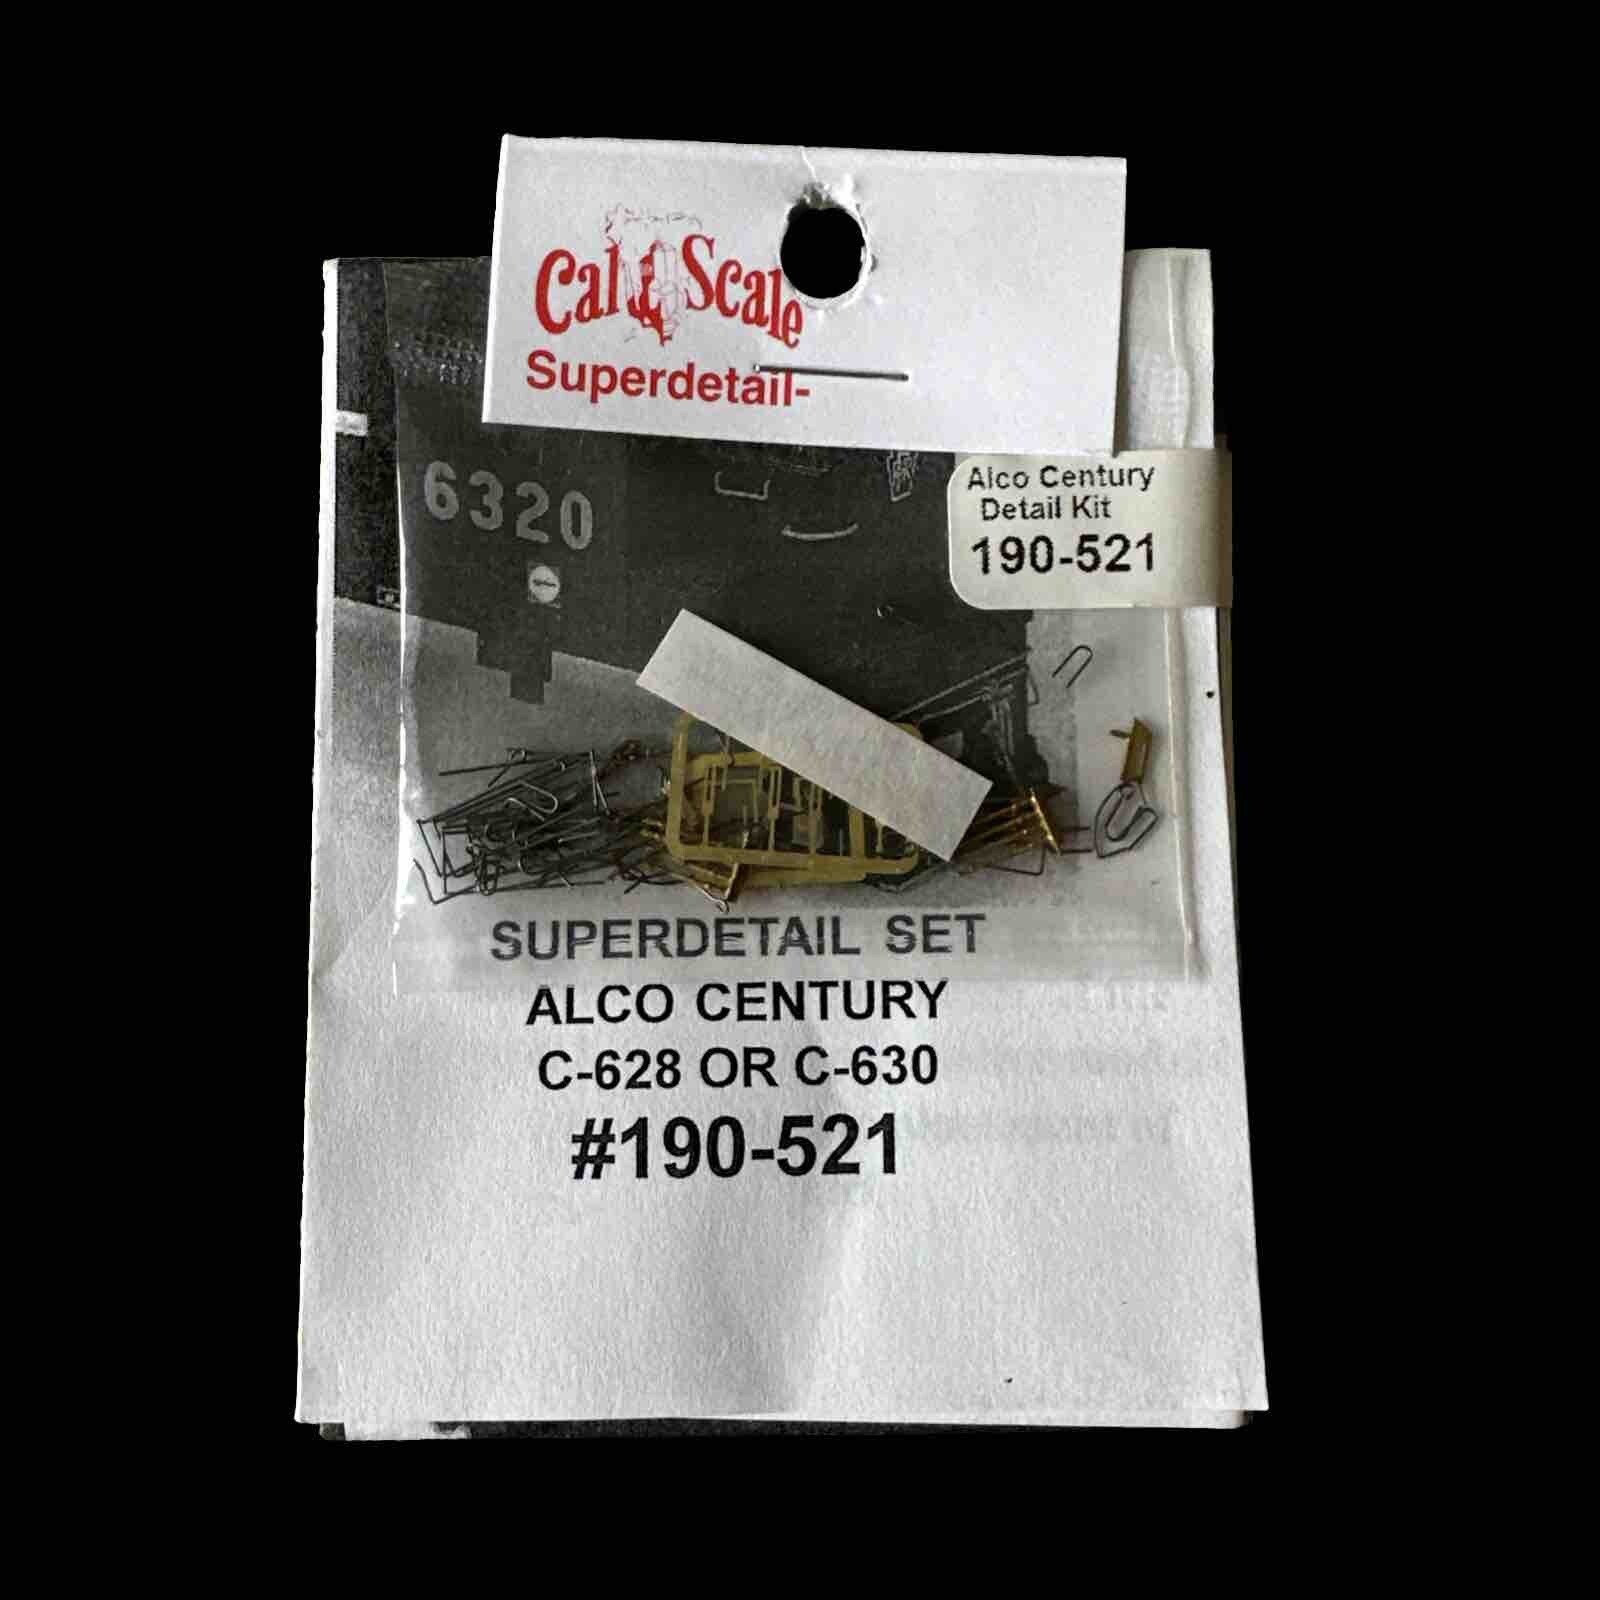 Cal Scale
Superdetail-
6320
Alco Century
Detail Kit
190-521
SUPERDETAIL SET
ALCO CENTURY
C-628 OR C-630
#190-521